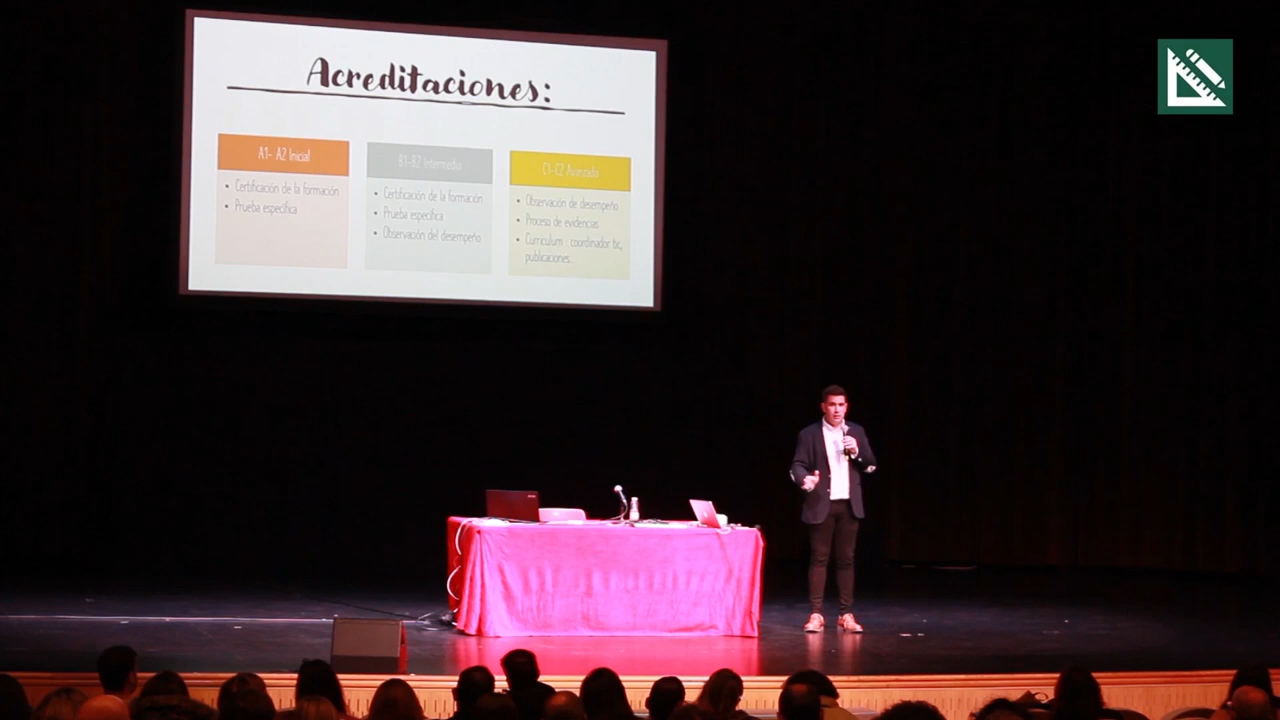 Acreditaciones:
A1- A2 Inicial
• Certificación de la formación
• Prueba específica
B1-B2 Intermedio
• Certificación de la formación
• Prueba específica
• Observación del desempeño
C1-C2 Avanzado
• Observación de desempeño
• Proceso de evidencias
• Curriculum : coordinador tic,
publicaciones...